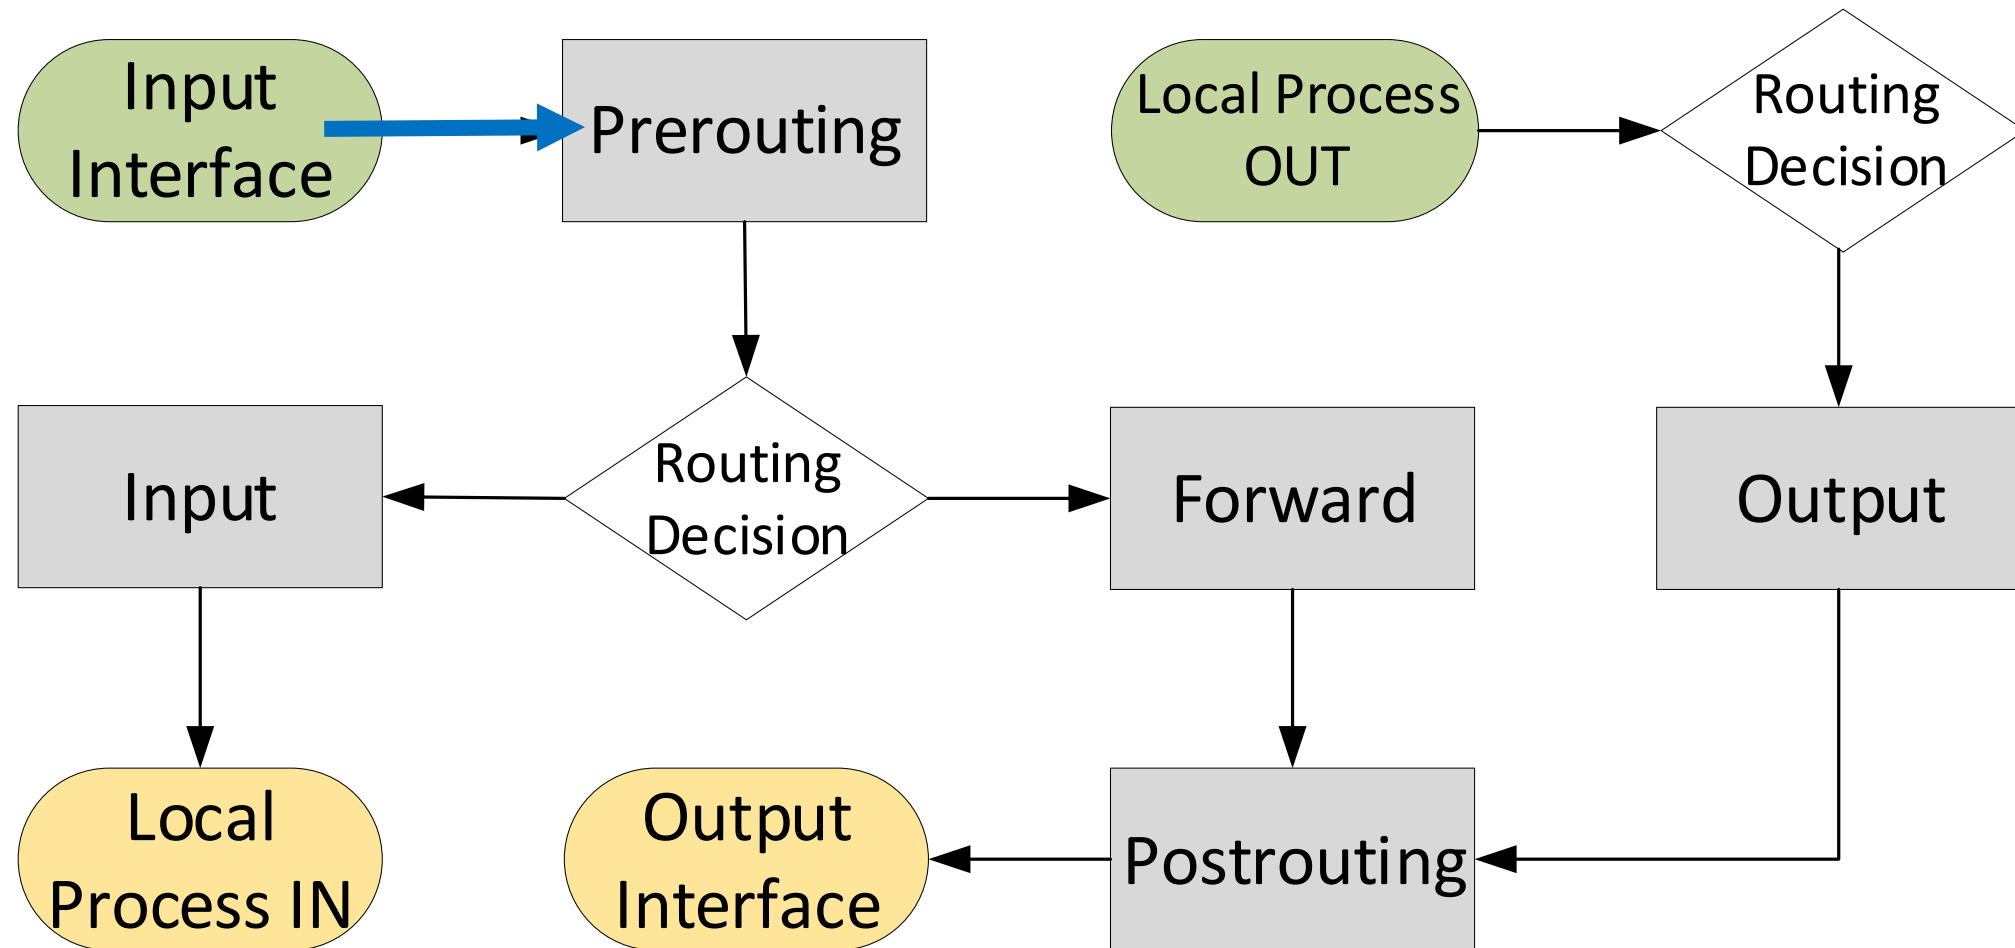 Input
Interface
Prerouting
Local Process
OUT
Routing
Decision
Input
Routing
Decision
Forward
Output
Local
Process IN
Output
Interface
Postrouting